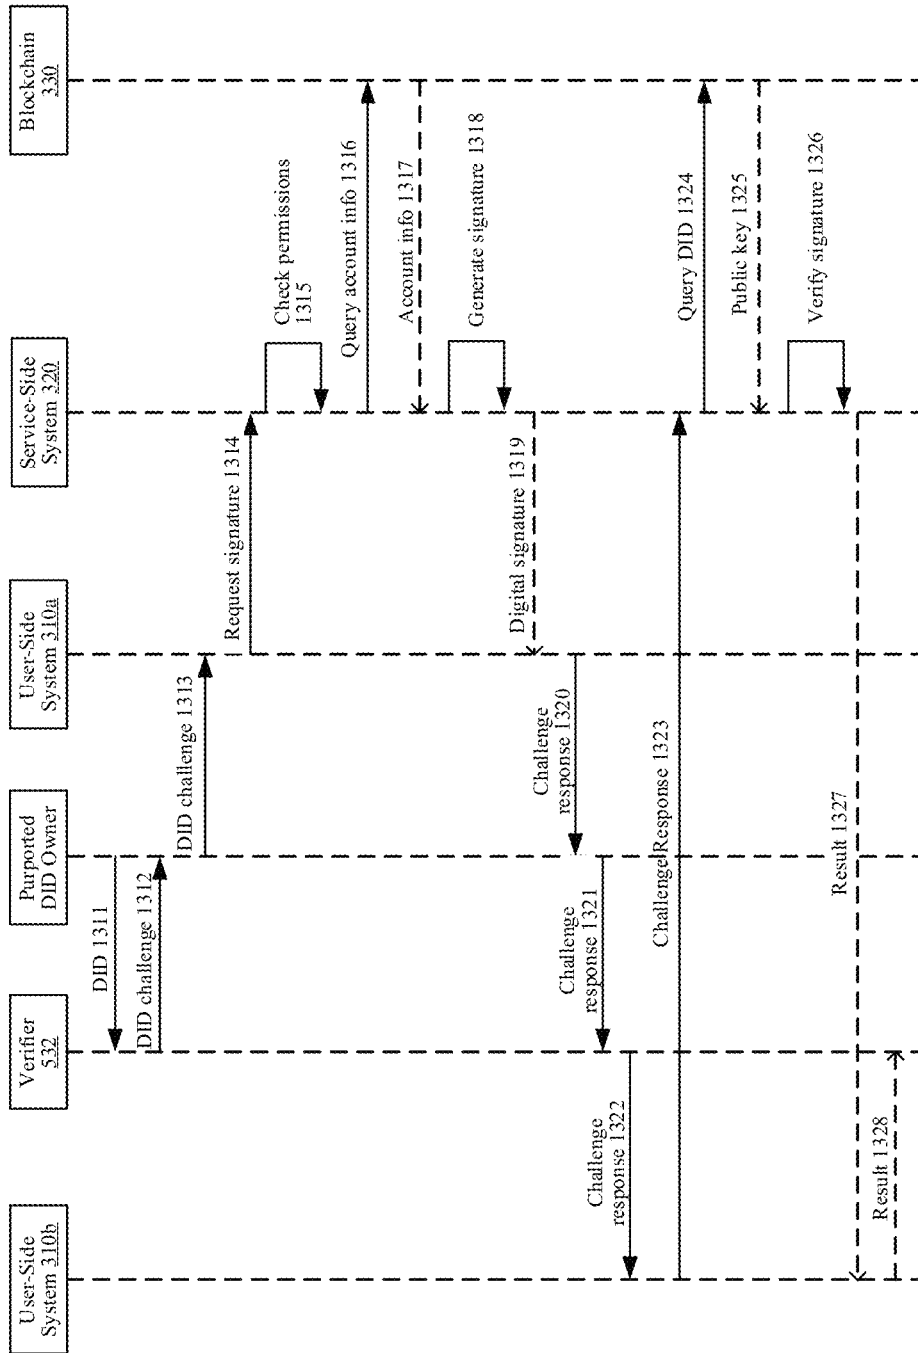 User-Side
System 310b
Verifier
532
Purported
DID Owner
User-Side
System 310a
Service-Side
System 320
Blockchain
330
DID 1311
DID challenge 1312
DID challenge 1313
Request signature 1314
Check permissions
1315
Query account info 1316
Account info 1317
Generate signature 1318
Digital signature 1319
Challenge
response 1320
Challenge
response 1321
Challenge
response 1322
Challenge Response 1323
Query DID 1324
Public key 1325
Verify signature 1326
Result 1327
Result 1328